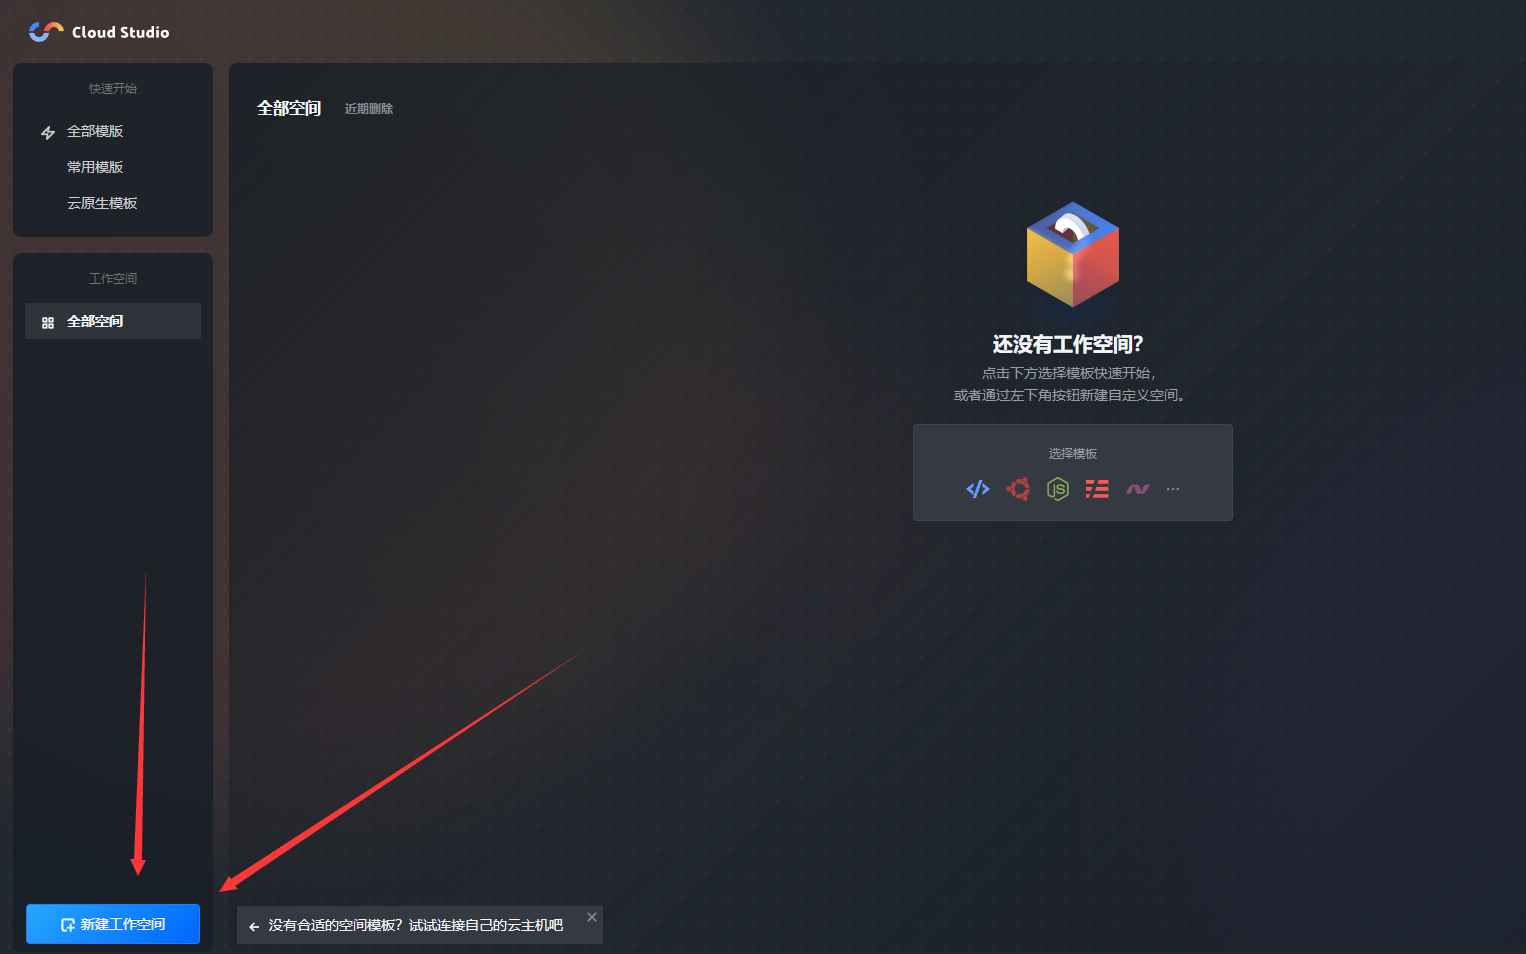 Cloud Studio
快速开始
全部模版
常用模版
云原生模板
工作空间
全部空间
新建工作空间
全部空间 近期删除
还没有工作空间？
点击下方选择模板快速开始，
或者通过左下角按钮新建自定义空间。
选择模板
JS
没有合适的空间模板？试试连接自己的云主机吧